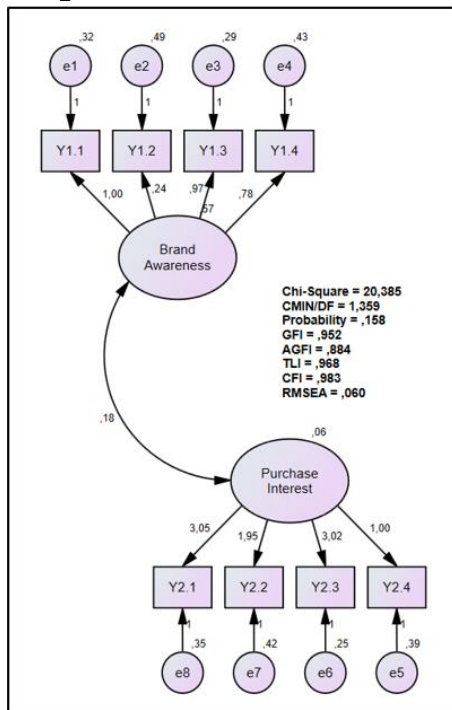 ,32 ,49 ,29 ,43
e1 e2 e3 e4
1 1 1 1
Y1.1 Y1.2 Y1.3 Y1.4
1,00 ,24 ,97 ,78
,57
Brand
Awareness
Chi-Square = 20,385
CMIN/DF = 1,359
Probability = ,158
GFI = ,952
AGFI = ,884
TLI = ,968
CFI = ,983
RMSEA = ,060
,18
,06
Purchase
Interest
3,05 1,95 3,02 1,00
Y2.1 Y2.2 Y2.3 Y2.4
1 1 1 1
,35 ,42 ,25 ,39
e8 e7 e6 e5